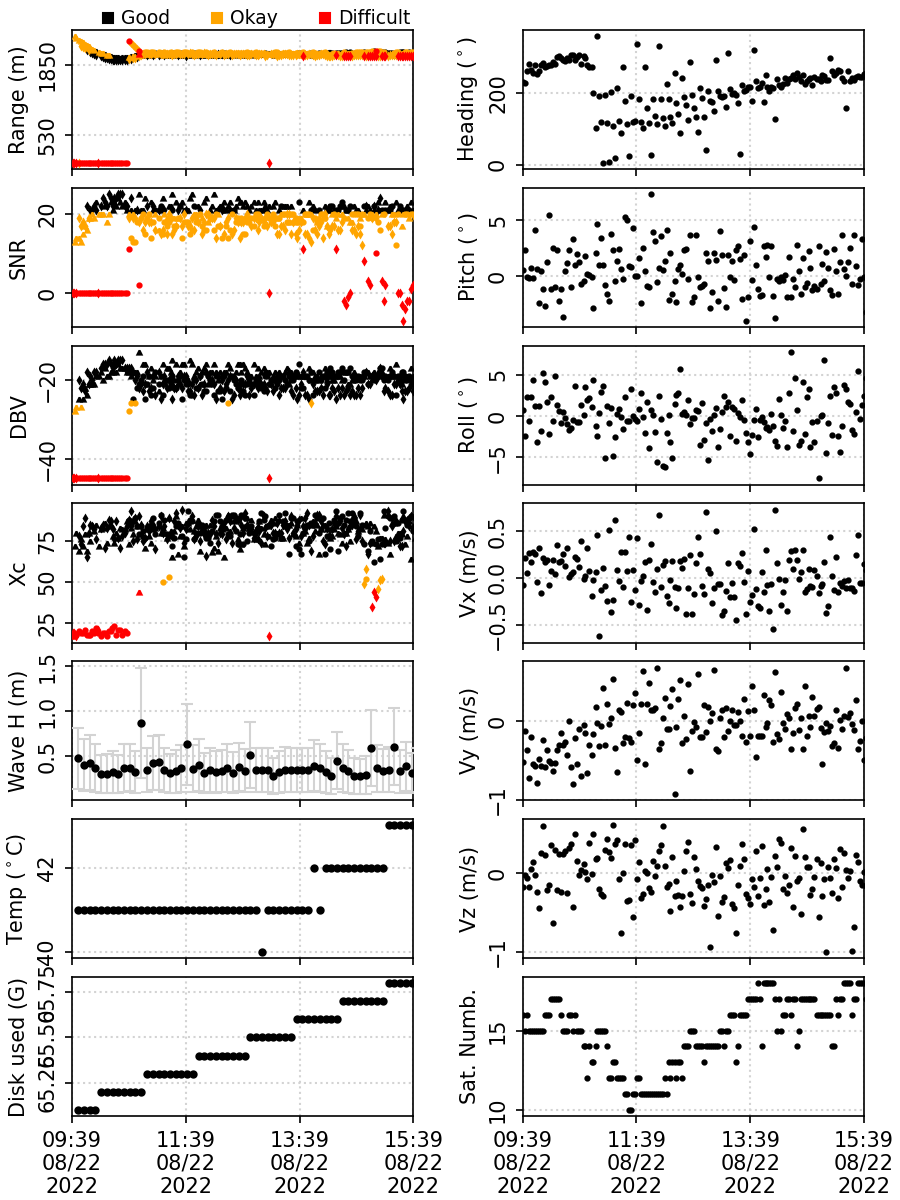 Good Okay Difficult
Range (m)
1850
530
Heading (°)
200
0
SNR
20
0
Pitch (°)
5
0
DBV
−20
−40
Roll (°)
5
0
−5
Xc
75
50
25
Vx (m/s)
0.5
0.0
−0.5
Wave H (m)
1.5
1.0
0.5
Vy (m/s)
0
−1
Temp (°C)
42
40
Vz (m/s)
0
−1
Disk used (G)
65.75
65.5
65.25
Sat. Numb.
15
10
09:39 11:39 13:39 15:39
08/22 08/22 08/22 08/22
2022 2022 2022 2022
09:39 11:39 13:39 15:39
08/22 08/22 08/22 08/22
2022 2022 2022 2022